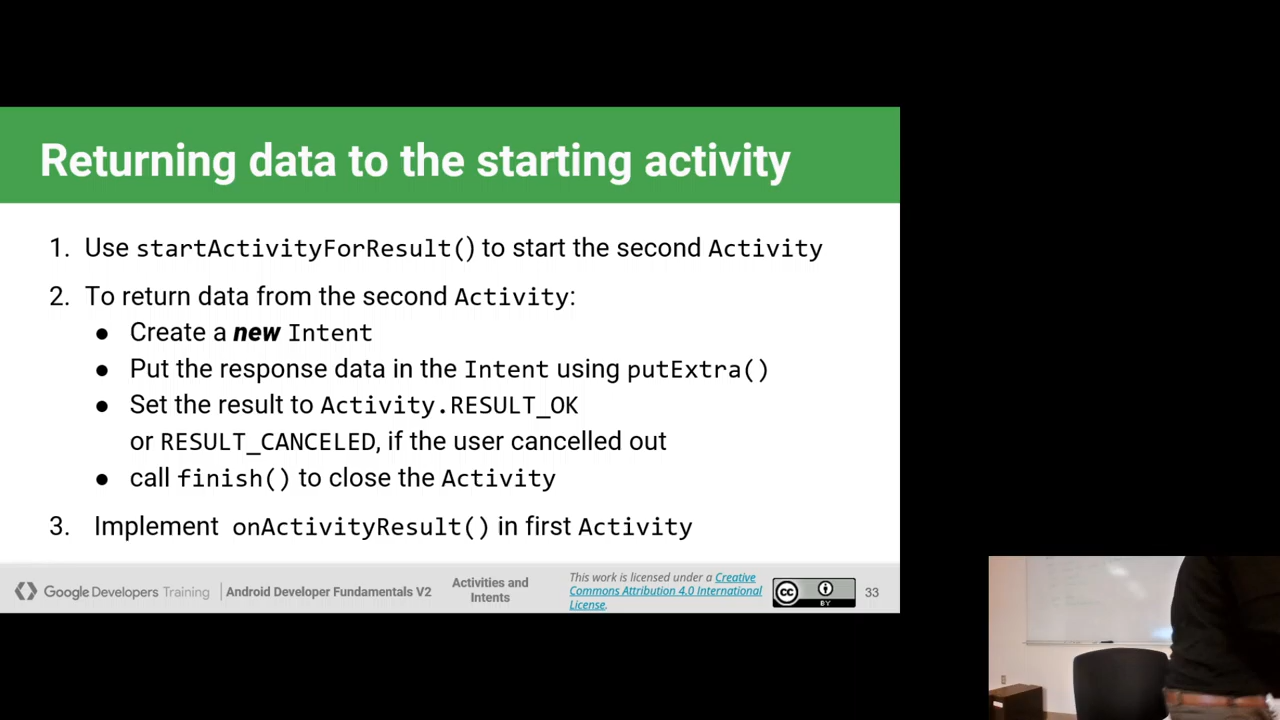 Returning data to the starting activity
1. Use startActivityForResult() to start the second Activity
2. To return data from the second Activity:
● Create a new Intent
● Put the response data in the Intent using putExtra()
● Set the result to Activity.RESULT_OK
or RESULT_CANCELED, if the user cancelled out
● call finish() to close the Activity
3. Implement onActivityResult() in first Activity
Google Developers Training
Android Developer Fundamentals V2
Activities and
Intents
This work is licensed under a Creative
Commons Attribution 4.0 International
License.
cc
BY
33